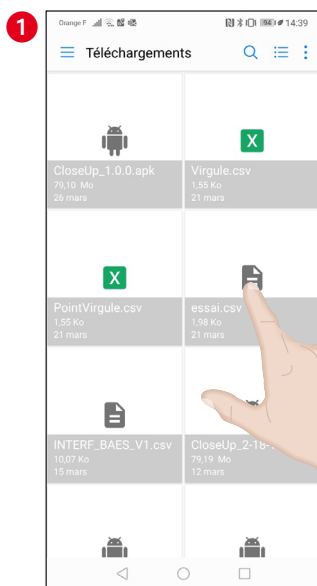 1
Orange F 94 14:39
Téléchargements
CloseUp_1.0.0.apk
79,10 Mo
26 mars
Virgule.csv
1,55 Ko
21 mars
PointVirgule.csv
1,55 Ko
21 mars
essai.csv
1,98 Ko
21 mars
INTERF_BAES_V1.csv
10,07 Ko
15 mars
CloseUp_2-18-
79,19 Mo
12 mars